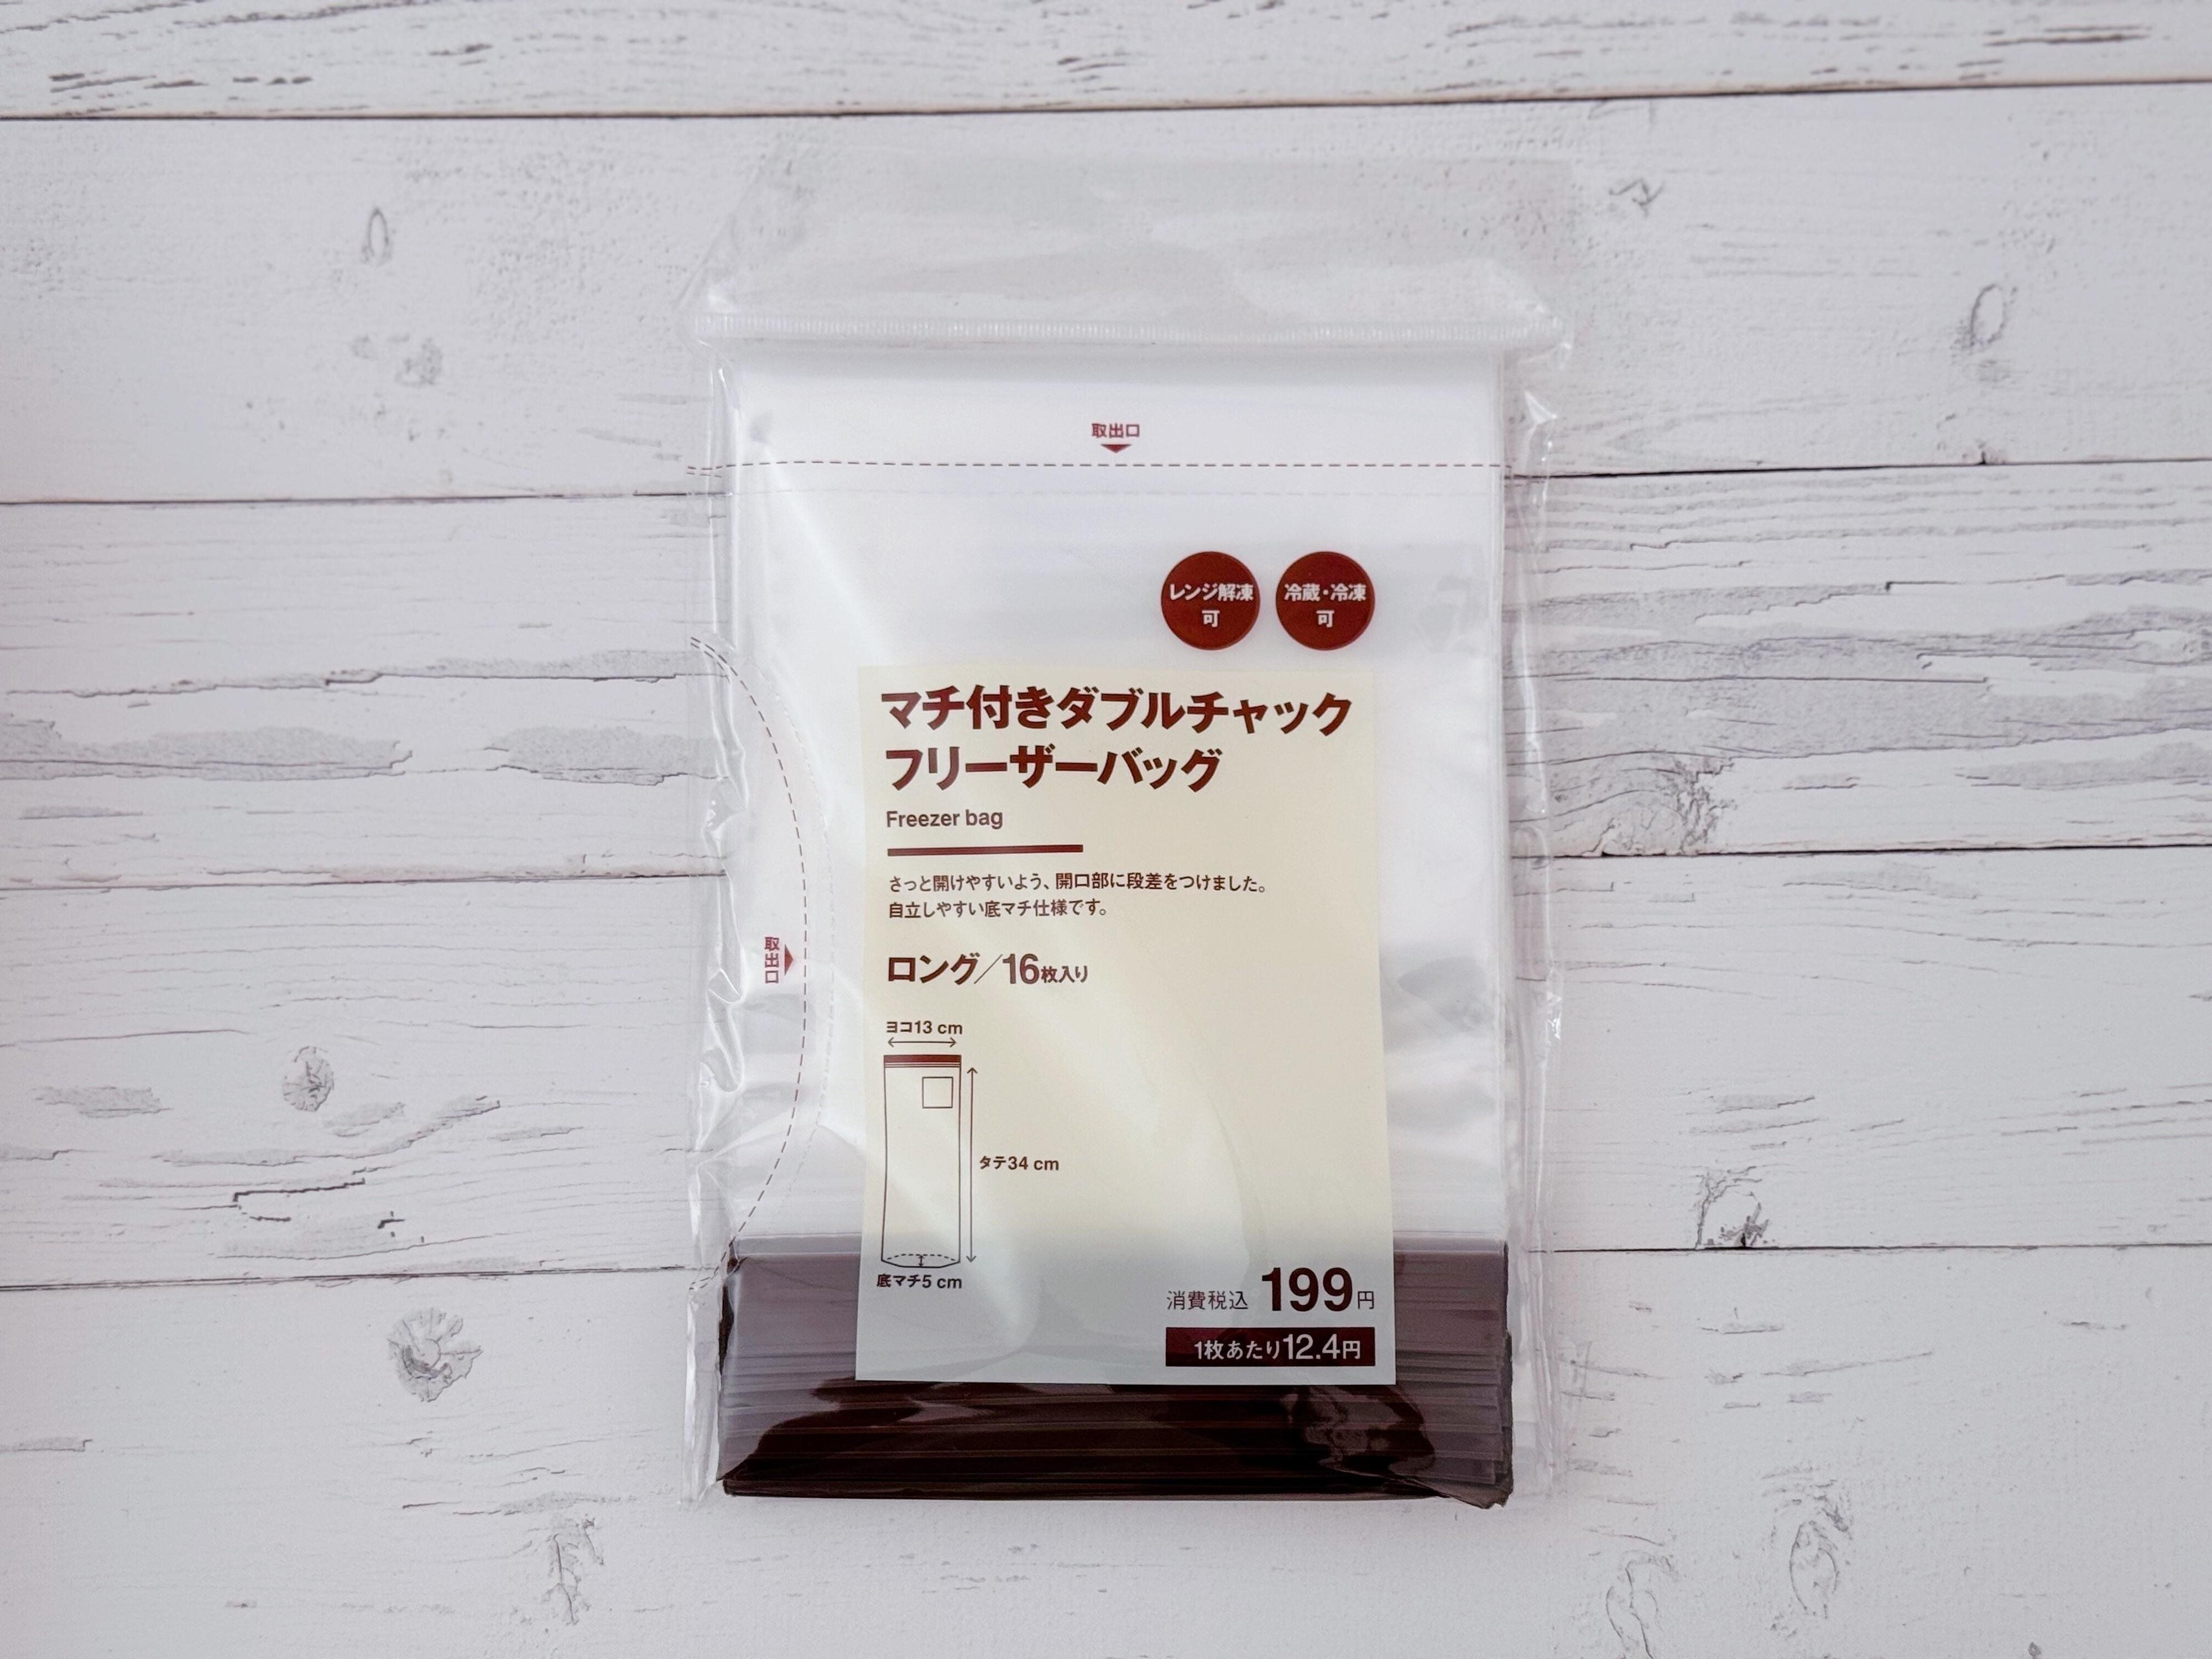 取出口
レンジ解凍
可
冷蔵・冷凍
可
マチ付きダブルチャック
フリーザーバッグ
Freezer bag
さっと開けやすいよう、開口部に段差をつけました。
自立しやすい底マチ仕様です。
取出口
ロング/16枚入り
ヨコ13 cm
タテ34 cm
底マチ5 cm
消費税込 199円
1枚あたり12.4円